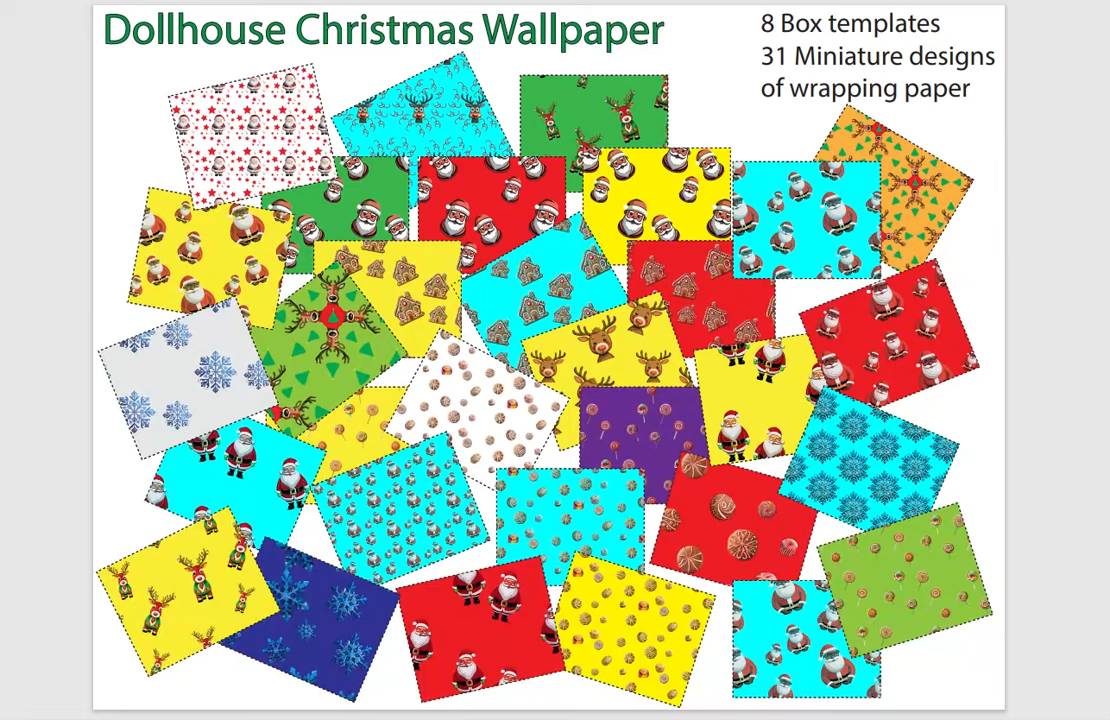 Dollhouse Christmas Wallpaper
8 Box templates
31 Miniature designs
of wrapping paper